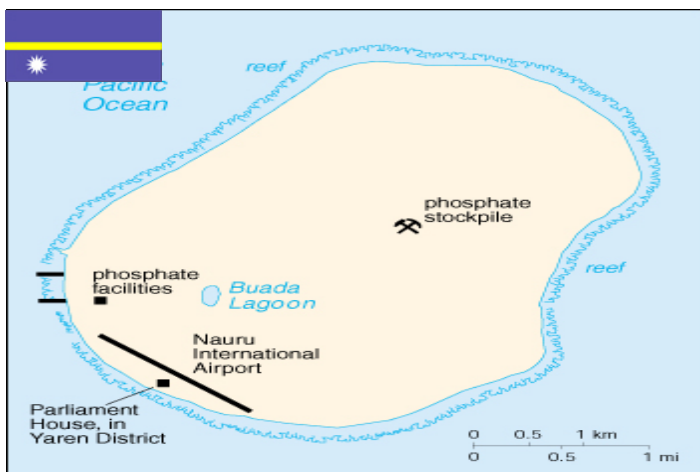 reef
Pacific
Ocean
phosphate
stockpile
reef
phosphate
facilities
Buada
Lagoon
Nauru
International
Airport
Parliament
House, in
Yaren District
0 0.5 1 km
0 0.5 1 mi